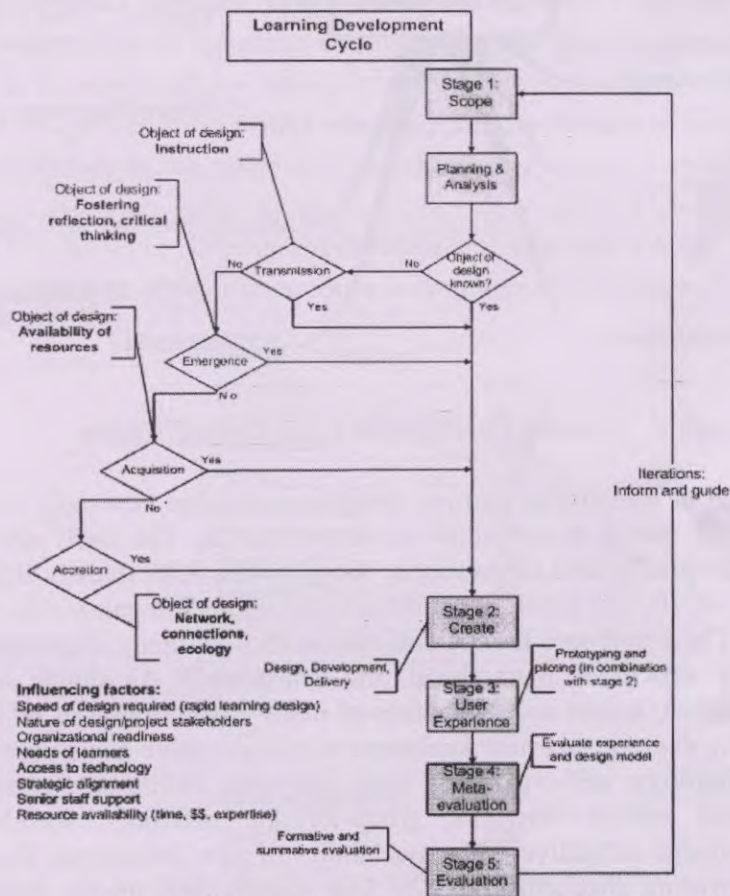 Learning Development
Cycle
Stage 1:
Scope
Object of design:
Instruction
Planning &
Analysis
Object of design:
Fostering
reflection, critical
thinking
No
Transmission
No
Object of
design
known?
Yes
Yes
Object of design:
Availability of
resources
Emergence
Yes
No
Acquisition
Yes
No
Iterations:
Inform and guide
Accretion
Yes
Object of design:
Network,
connections,
ecology
Stage 2:
Create
Design, Development,
Delivery
Prototyping and
piloting (in combination
with stage 2)
Stage 3:
User
Experience
Influencing factors:
Speed of design required (rapid learning design)
Nature of design/project stakeholders
Organizational readiness
Needs of learners
Access to technology
Strategic alignment
Senior staff support
Resource availability (time, $$, expertise)
Evaluate experience
and design model
Stage 4:
Meta-
evaluation
Formative and
summative evaluation
Stage 5:
Evaluation